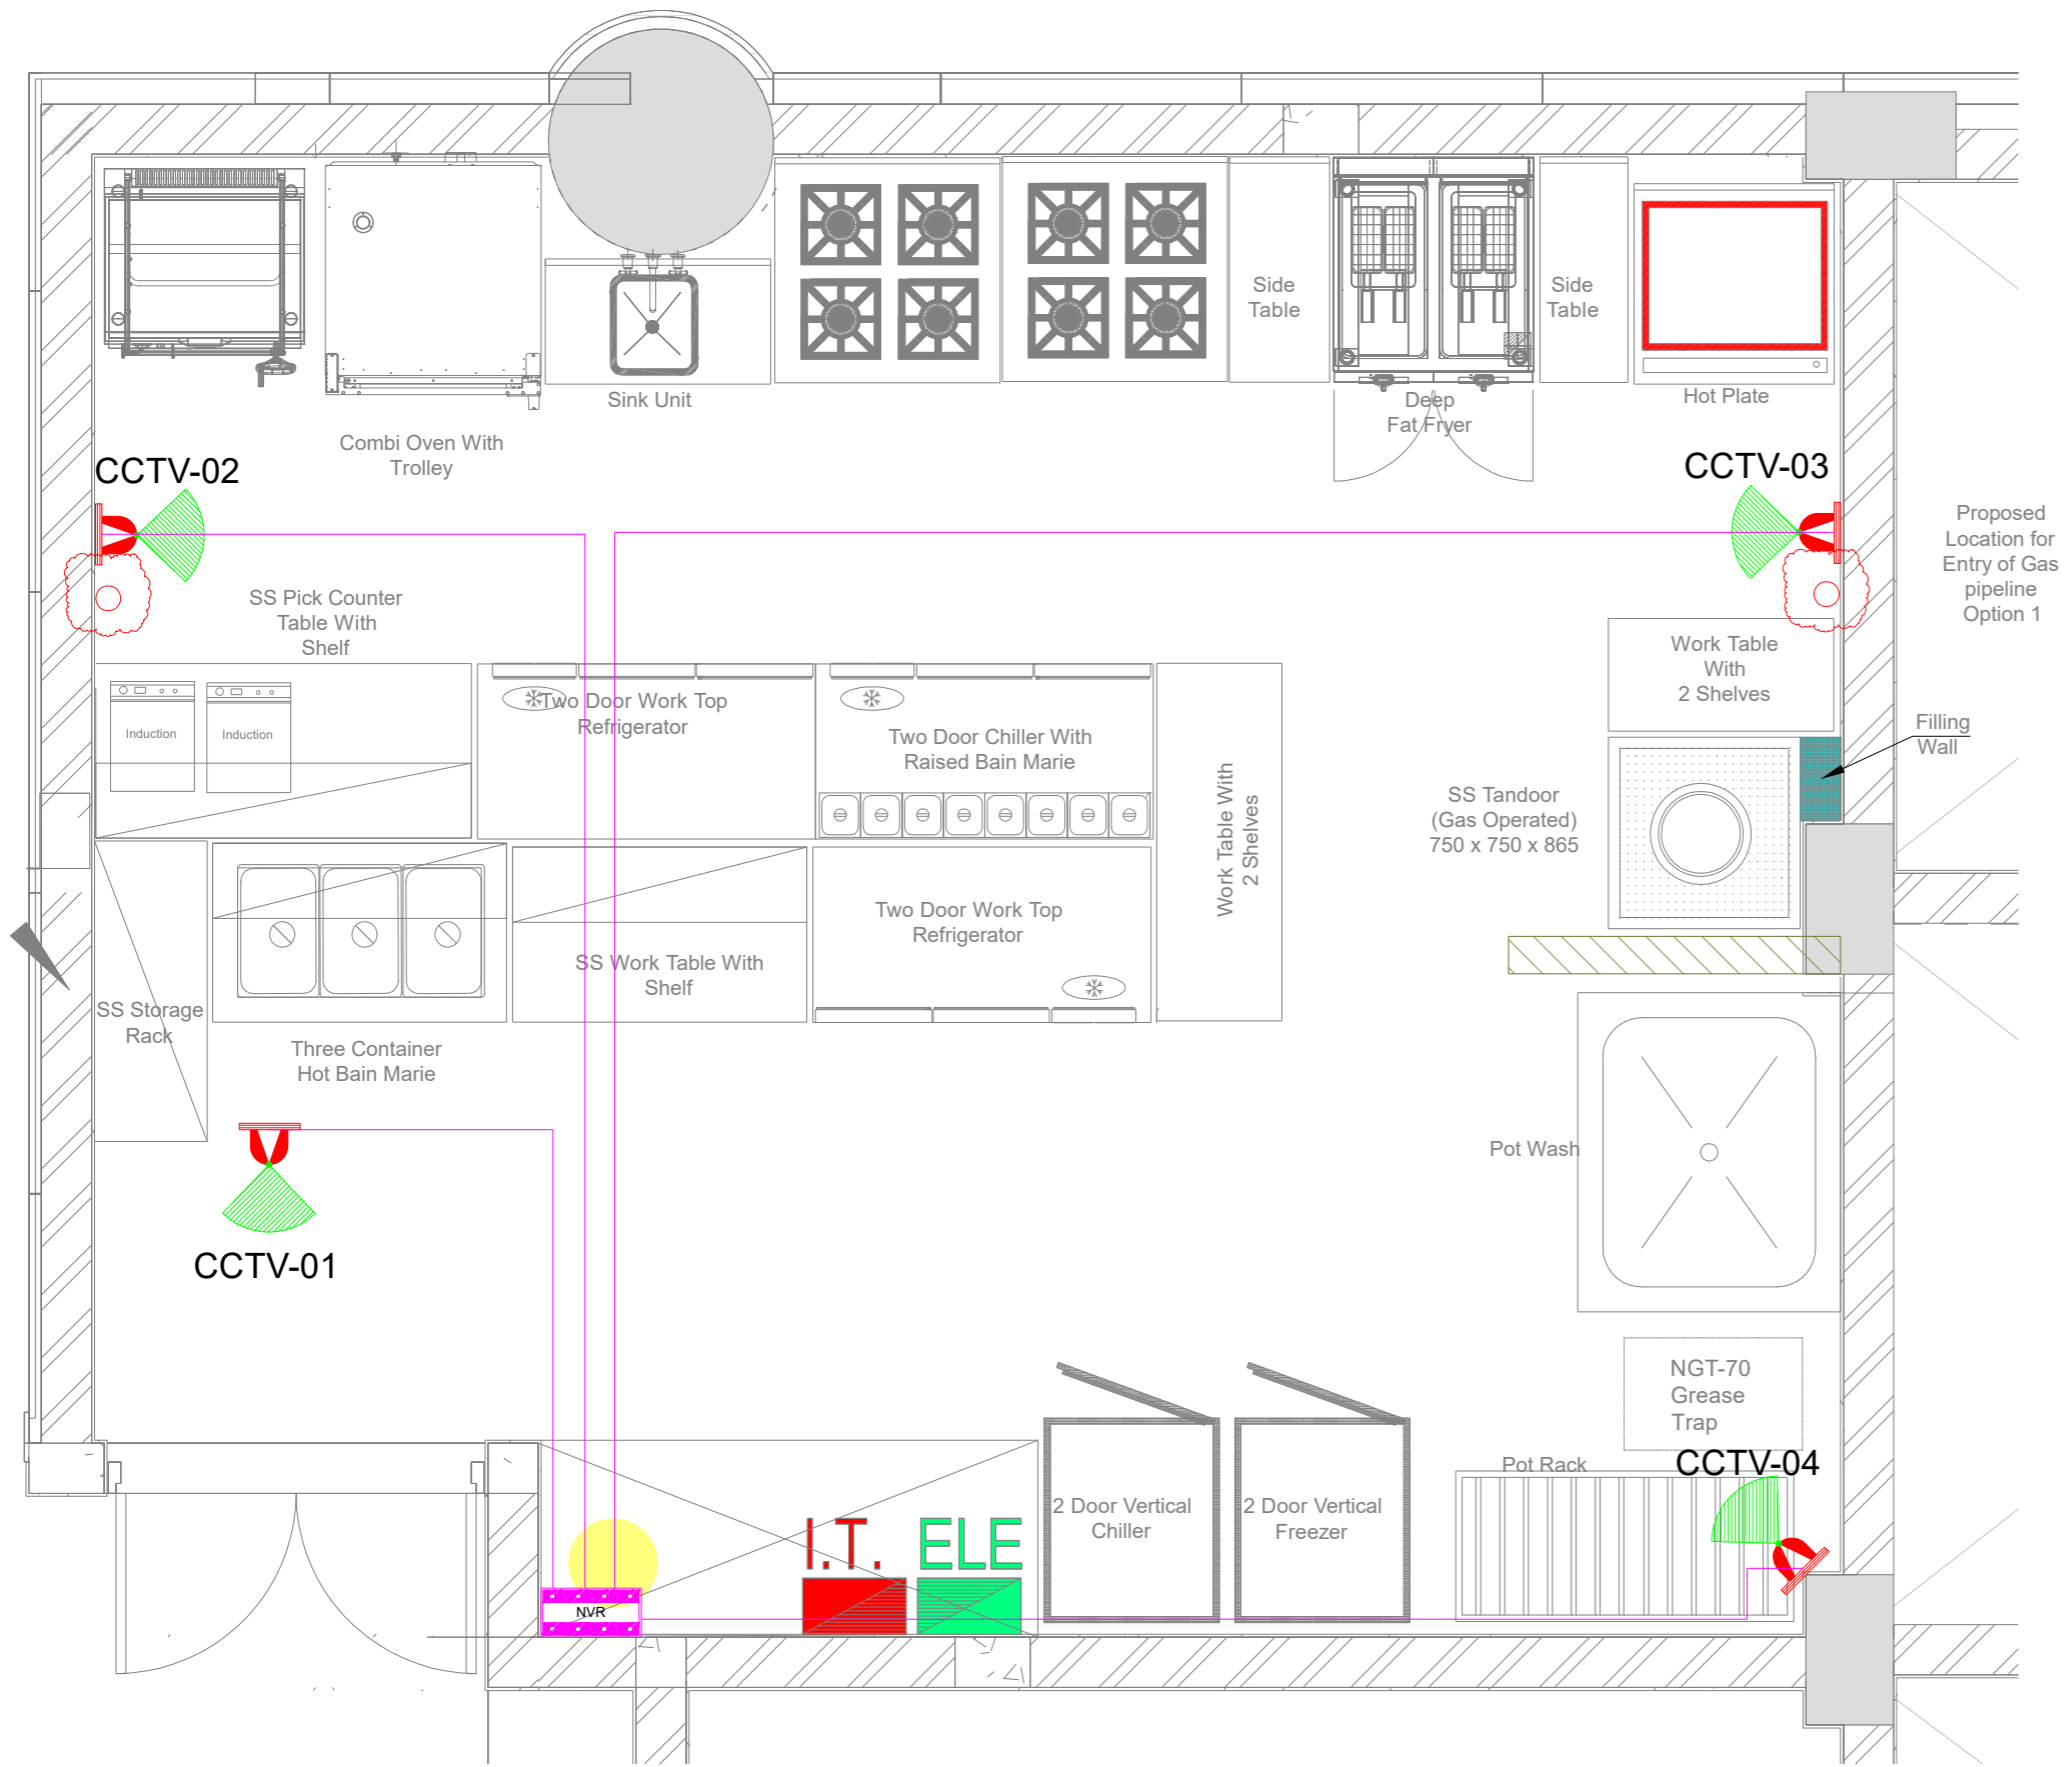 Side
Table
Side
Table
Sink Unit
Deep
Fat Fryer
Hot Plate
Combi Oven With
Trolley
CCTV-02
CCTV-03
Proposed
Location for
Entry of Gas
pipeline
Option 1
SS Pick Counter
Table With
Shelf
Work Table
With
2 Shelves
Induction
Induction
Two Door Work Top
Refrigerator
Two Door Chiller With
Raised Bain Marie
Work Table With
2 Shelves
Filling
Wall
SS Tandoor
(Gas Operated)
750 x 750 x 865
Two Door Work Top
Refrigerator
SS Work Table With
Shelf
SS Storage
Rack
Three Container
Hot Bain Marie
Pot Wash
CCTV-01
NGT-70
Grease
Trap
CCTV-04
Pot Rack
2 Door Vertical
Chiller
2 Door Vertical
Freezer
I.T.
ELE
NVR